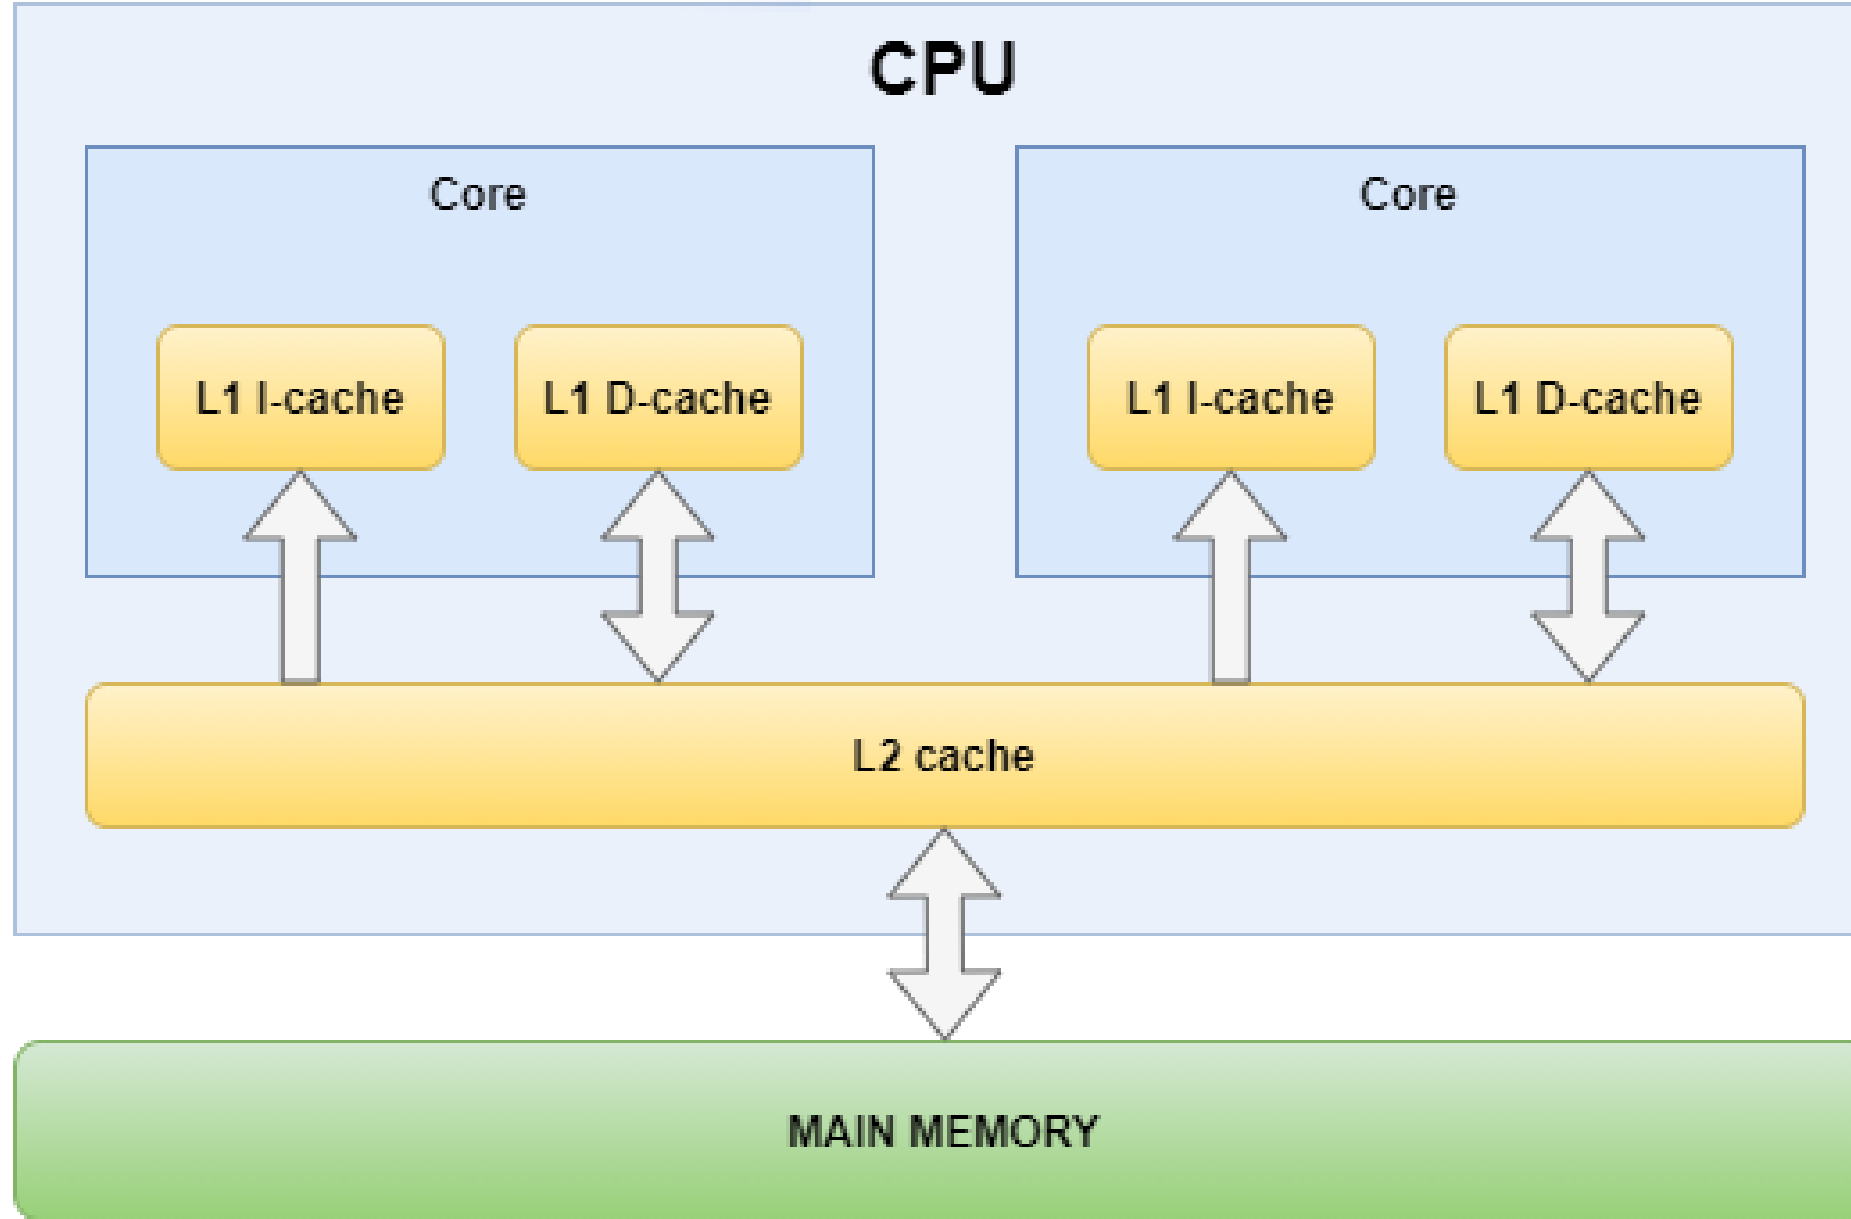 CPU
Core
Core
L1 I-cache
L1 D-cache
L1 I-cache
L1 D-cache
L2 cache
MAIN MEMORY